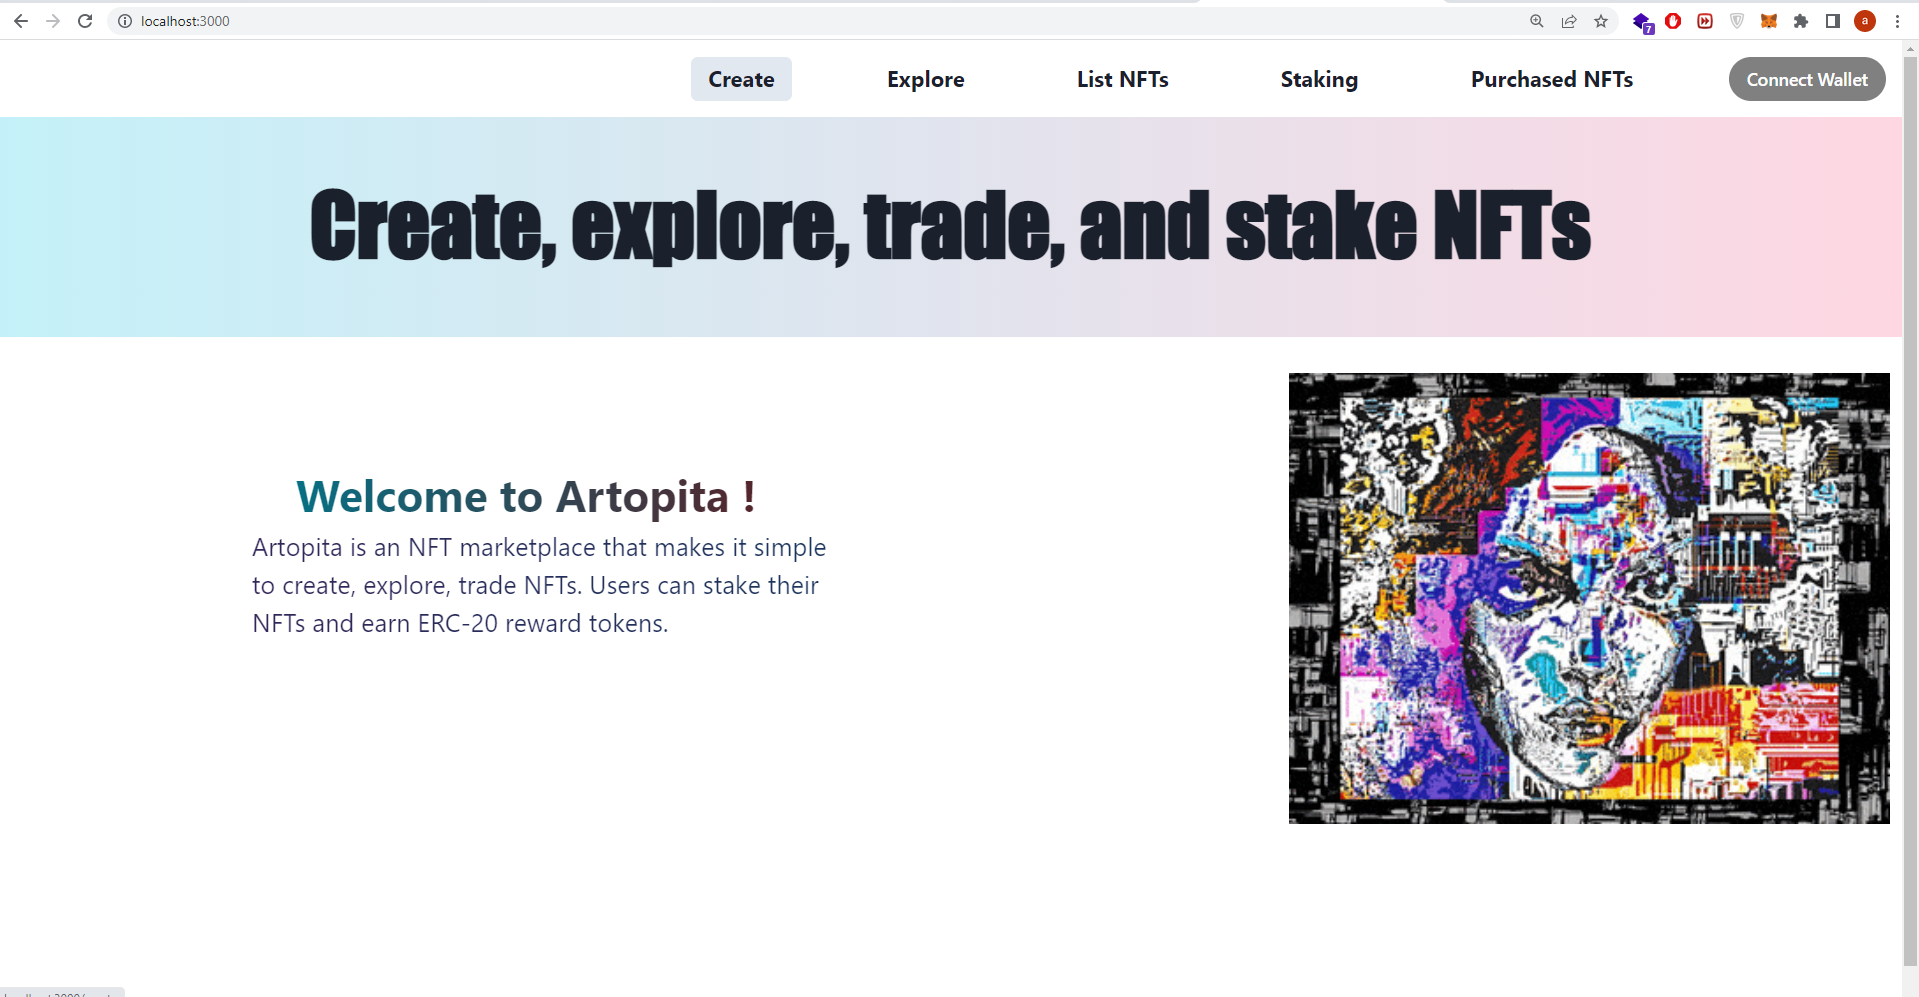 localhost:3000
7
a
Create Explore List NFTs Staking Purchased NFTs Connect Wallet
Create, explore, trade, and stake NFTs
Welcome to Artopita !
Artopita is an NFT marketplace that makes it simple
to create, explore, trade NFTs. Users can stake their
NFTs and earn ERC-20 reward tokens.